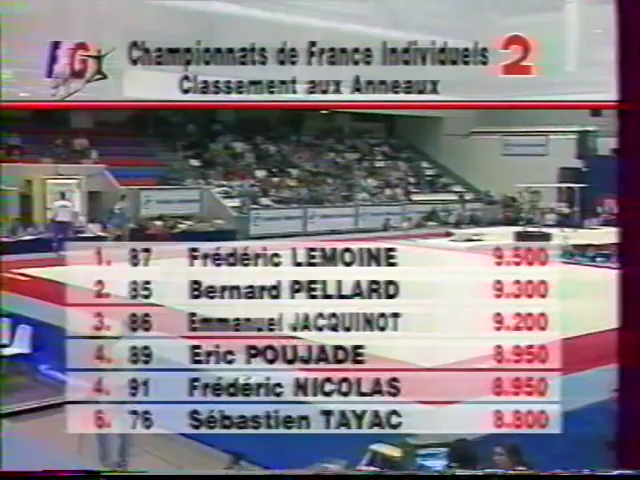 Championnats de France Individuels 2
Classement aux Anneaux
1. 87 Frédéric LEMOINE 9.500
2. 85 Bernard PELLARD 9.300
3. 86 Emmanuel JACQUINOT 9.200
4. 89 Eric POUJADE 8.950
4. 91 Frédéric NICOLAS 8.950
6. 76 Sébastien TAYAC 8.800